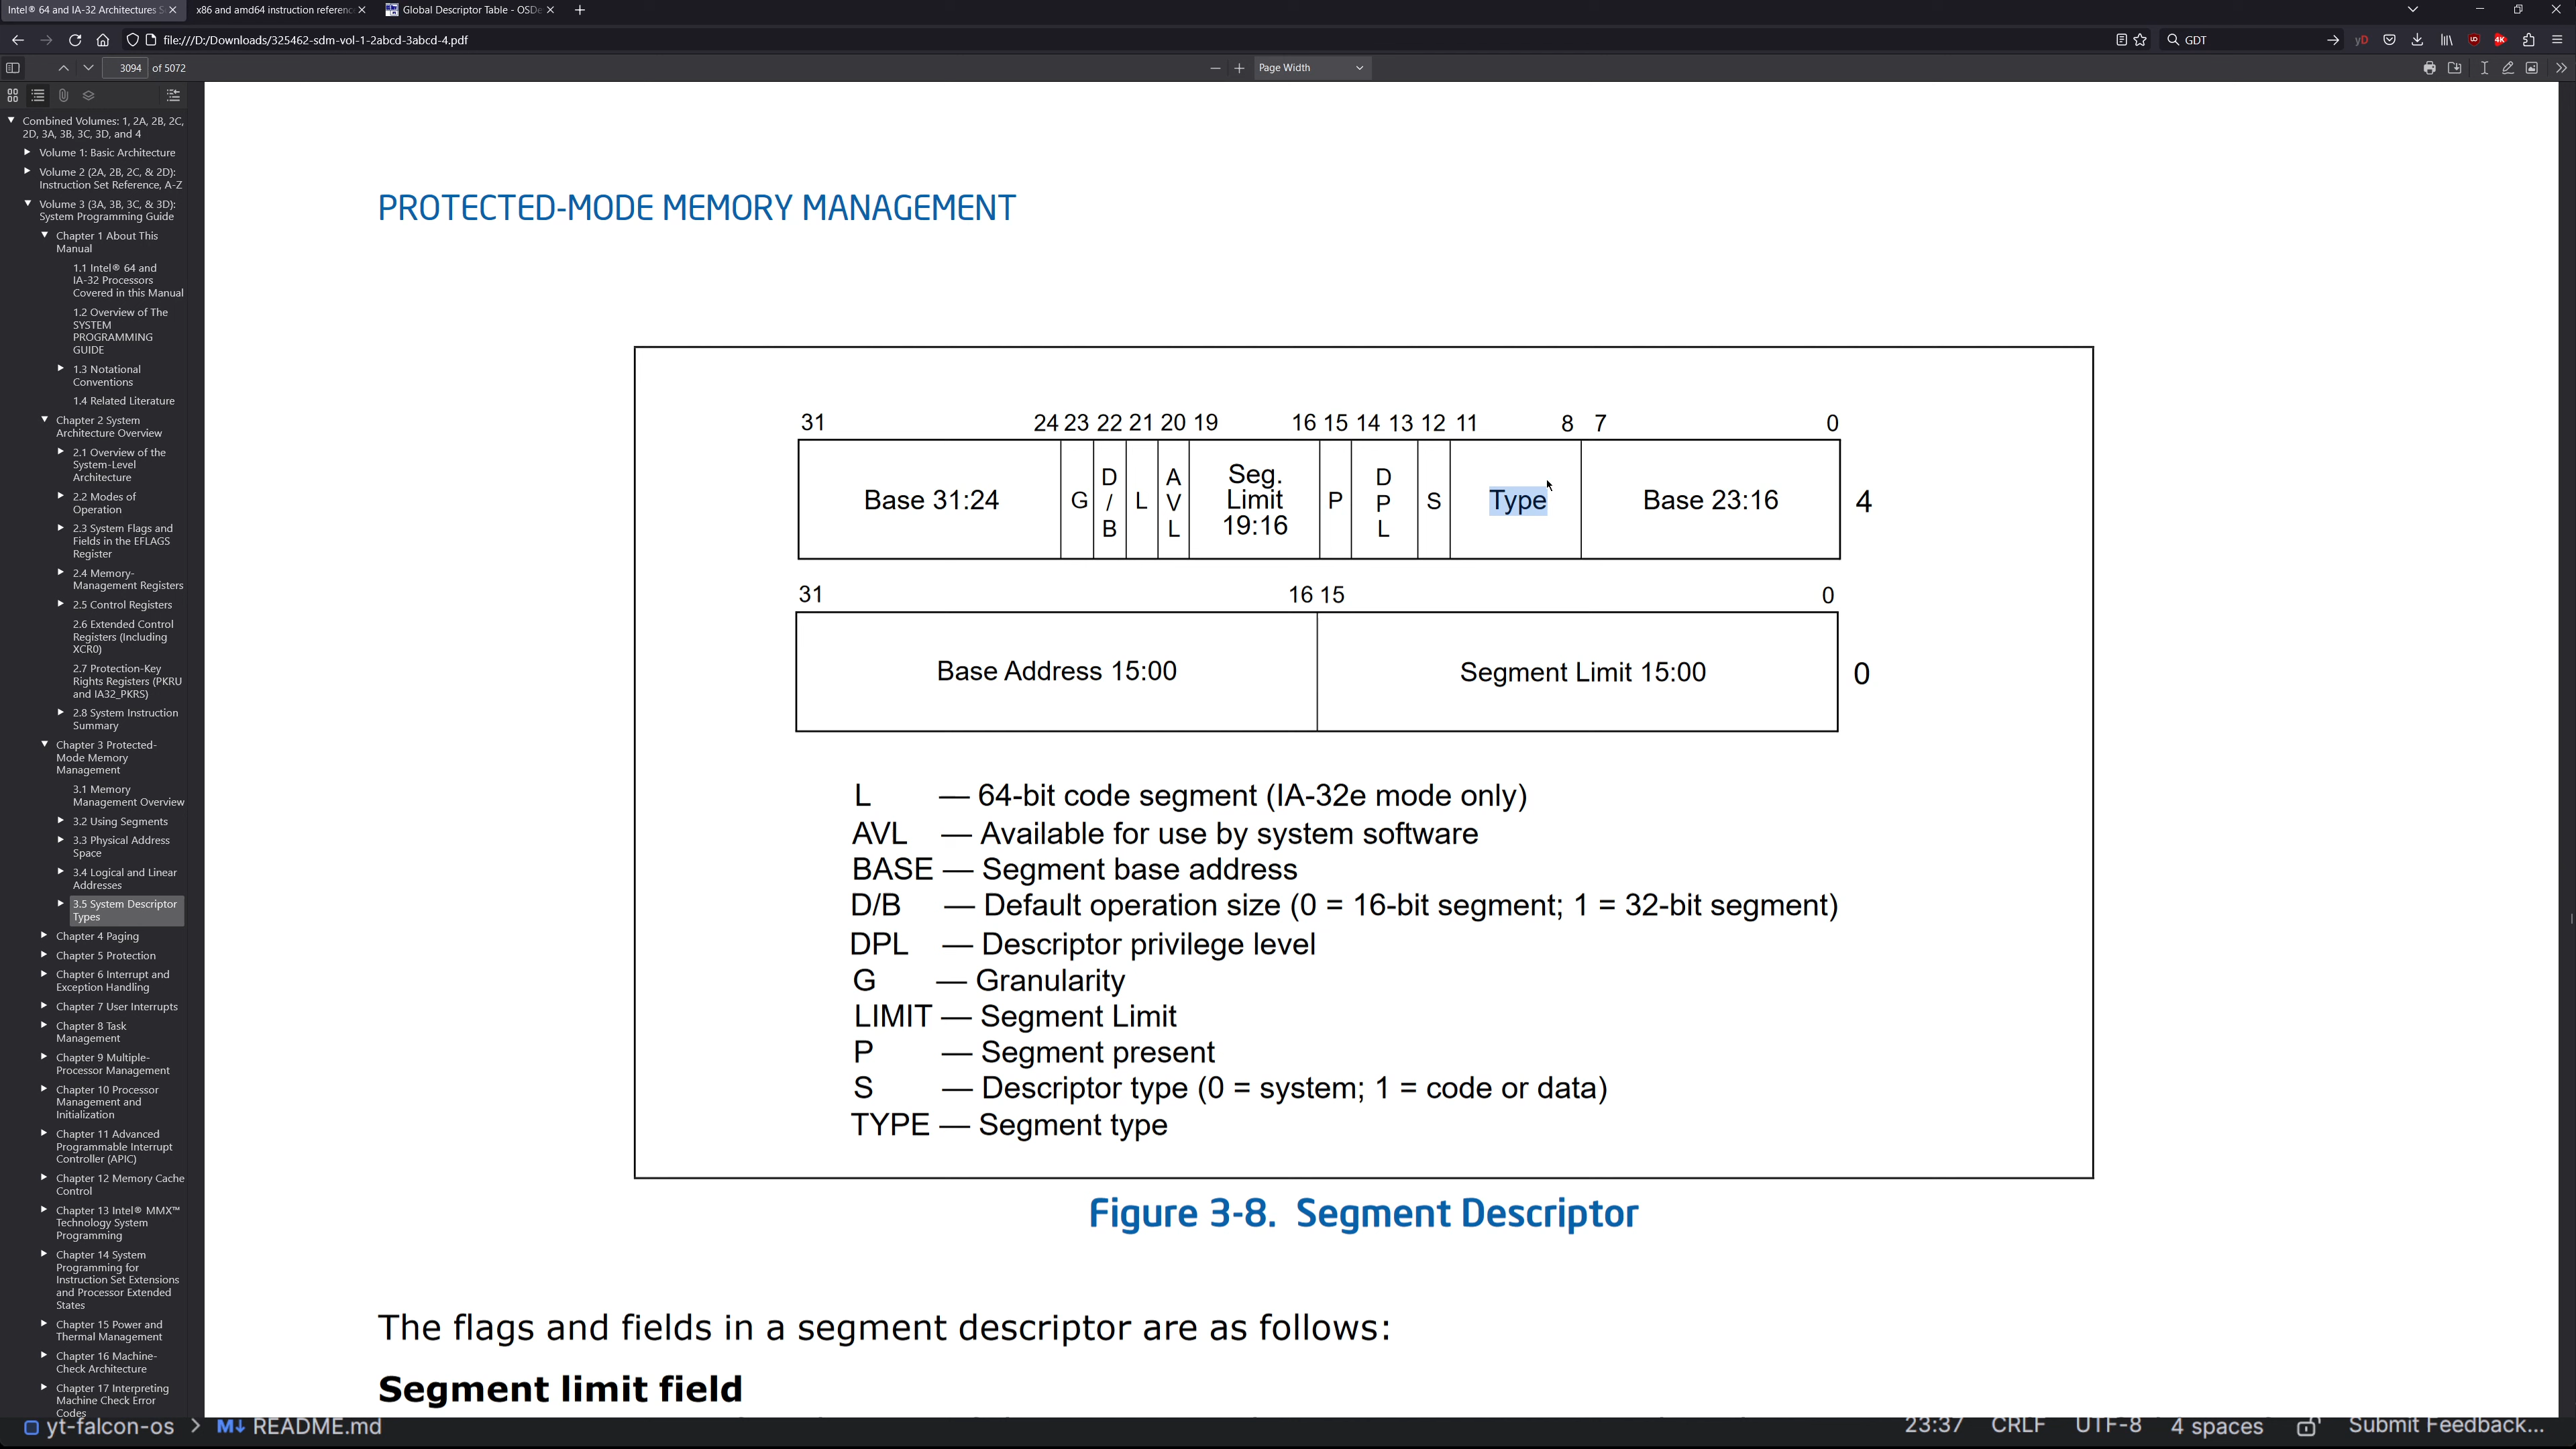 Intel® 64 and IA-32 Architectures S
x86 and amd64 instruction referenc
Global Descriptor Table - OSDe
file:///D:/Downloads/325462-sdm-vol-1-2abcd-3abcd-4.pdf
GDT
3094 of 5072
Page Width
Combined Volumes: 1, 2A, 2B, 2C,
2D, 3A, 3B, 3C, 3D, and 4
Volume 1: Basic Architecture
Volume 2 (2A, 2B, 2C, & 2D):
Instruction Set Reference, A-Z
Volume 3 (3A, 3B, 3C, & 3D):
System Programming Guide
Chapter 1 About This
Manual
1.1 Intel® 64 and
IA-32 Processors
Covered in this Manual
1.2 Overview of The
SYSTEM
PROGRAMMING
GUIDE
1.3 Notational
Conventions
1.4 Related Literature
Chapter 2 System
Architecture Overview
2.1 Overview of the
System-Level
Architecture
2.2 Modes of
Operation
2.3 System Flags and
Fields in the EFLAGS
Register
2.4 Memory-
Management Registers
2.5 Control Registers
2.6 Extended Control
Registers (Including
XCR0)
2.7 Protection-Key
Rights Registers (PKRU
and IA32_PKRS)
2.8 System Instruction
Summary
Chapter 3 Protected-
Mode Memory
Management
3.1 Memory
Management Overview
3.2 Using Segments
3.3 Physical Address
Space
3.4 Logical and Linear
Addresses
3.5 System Descriptor
Types
Chapter 4 Paging
Chapter 5 Protection
Chapter 6 Interrupt and
Exception Handling
Chapter 7 User Interrupts
Chapter 8 Task
Management
Chapter 9 Multiple-
Processor Management
Chapter 10 Processor
Management and
Initialization
Chapter 11 Advanced
Programmable Interrupt
Controller (APIC)
Chapter 12 Memory Cache
Control
Chapter 13 Intel® MMX™
Technology System
Programming
Chapter 14 System
Programming for
Instruction Set Extensions
and Processor Extended
States
Chapter 15 Power and
Thermal Management
Chapter 16 Machine-
Check Architecture
Chapter 17 Interpreting
Machine Check Error
Codes
PROTECTED-MODE MEMORY MANAGEMENT
31 24 23 22 21 20 19 16 15 14 13 12 11 8 7 0
Base 31:24 G D/B L AVL Seg. Limit 19:16 P DPL S Type Base 23:16 4
31 16 15 0
Base Address 15:00 Segment Limit 15:00 0
L — 64-bit code segment (IA-32e mode only)
AVL — Available for use by system software
BASE — Segment base address
D/B — Default operation size (0 = 16-bit segment; 1 = 32-bit segment)
DPL — Descriptor privilege level
G — Granularity
LIMIT — Segment Limit
P — Segment present
S — Descriptor type (0 = system; 1 = code or data)
TYPE — Segment type
Figure 3-8. Segment Descriptor
The flags and fields in a segment descriptor are as follows:
Segment limit field
yt-falcon-os > M↓ README.md
23:37 CRLF UTF-8 4 spaces Submit Feedback...